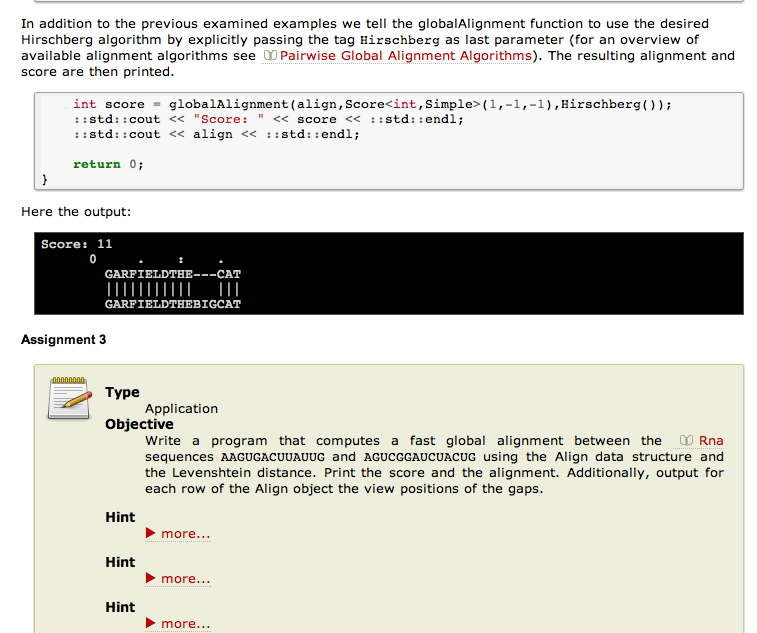 In addition to the previous examined examples we tell the globalAlignment function to use the desired
Hirschberg algorithm by explicitly passing the tag Hirschberg as last parameter (for an overview of
available alignment algorithms see Pairwise Global Alignment Algorithms). The resulting alignment and
score are then printed.
int score = globalAlignment(align,Score<int,Simple>(1,-1,-1),Hirschberg());
::std::cout << "Score: " << score << ::std::endl;
::std::cout << align << ::std::endl;
return 0;
}
Here the output:
Score: 11
0 . : .
GARFIELDTHE---CAT
||||||||||| |||
GARFIELDTHEBIGCAT
Assignment 3
Type
Application
Objective
Write a program that computes a fast global alignment between the Rna
sequences AAGUGACUUAUUG and AGUCGGAUCUACUG using the Align data structure and
the Levenshtein distance. Print the score and the alignment. Additionally, output for
each row of the Align object the view positions of the gaps.
Hint
more...
Hint
more...
Hint
more...